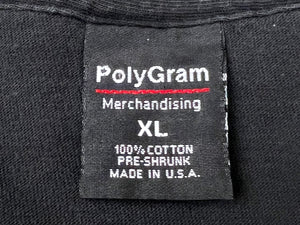 PolyGram
Merchandising
XL
100% COTTON
PRE-SHRUNK
MADE IN U.S.A.